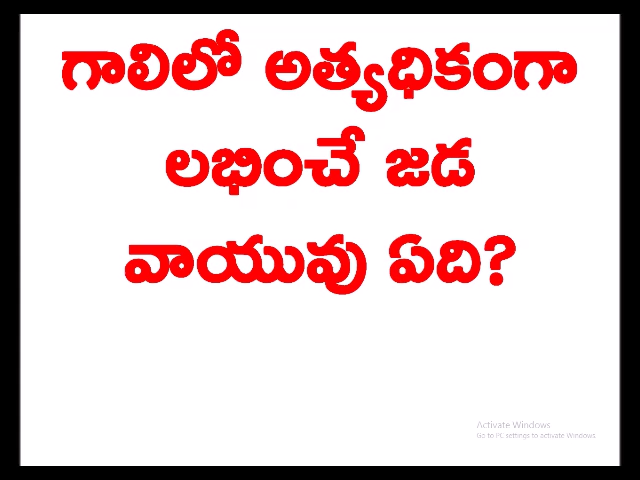 గాలిలో అత్యధికంగా
లభించే జడ
వాయువు ఏది?
Activate Windows
Go to PC settings to activate Windows.